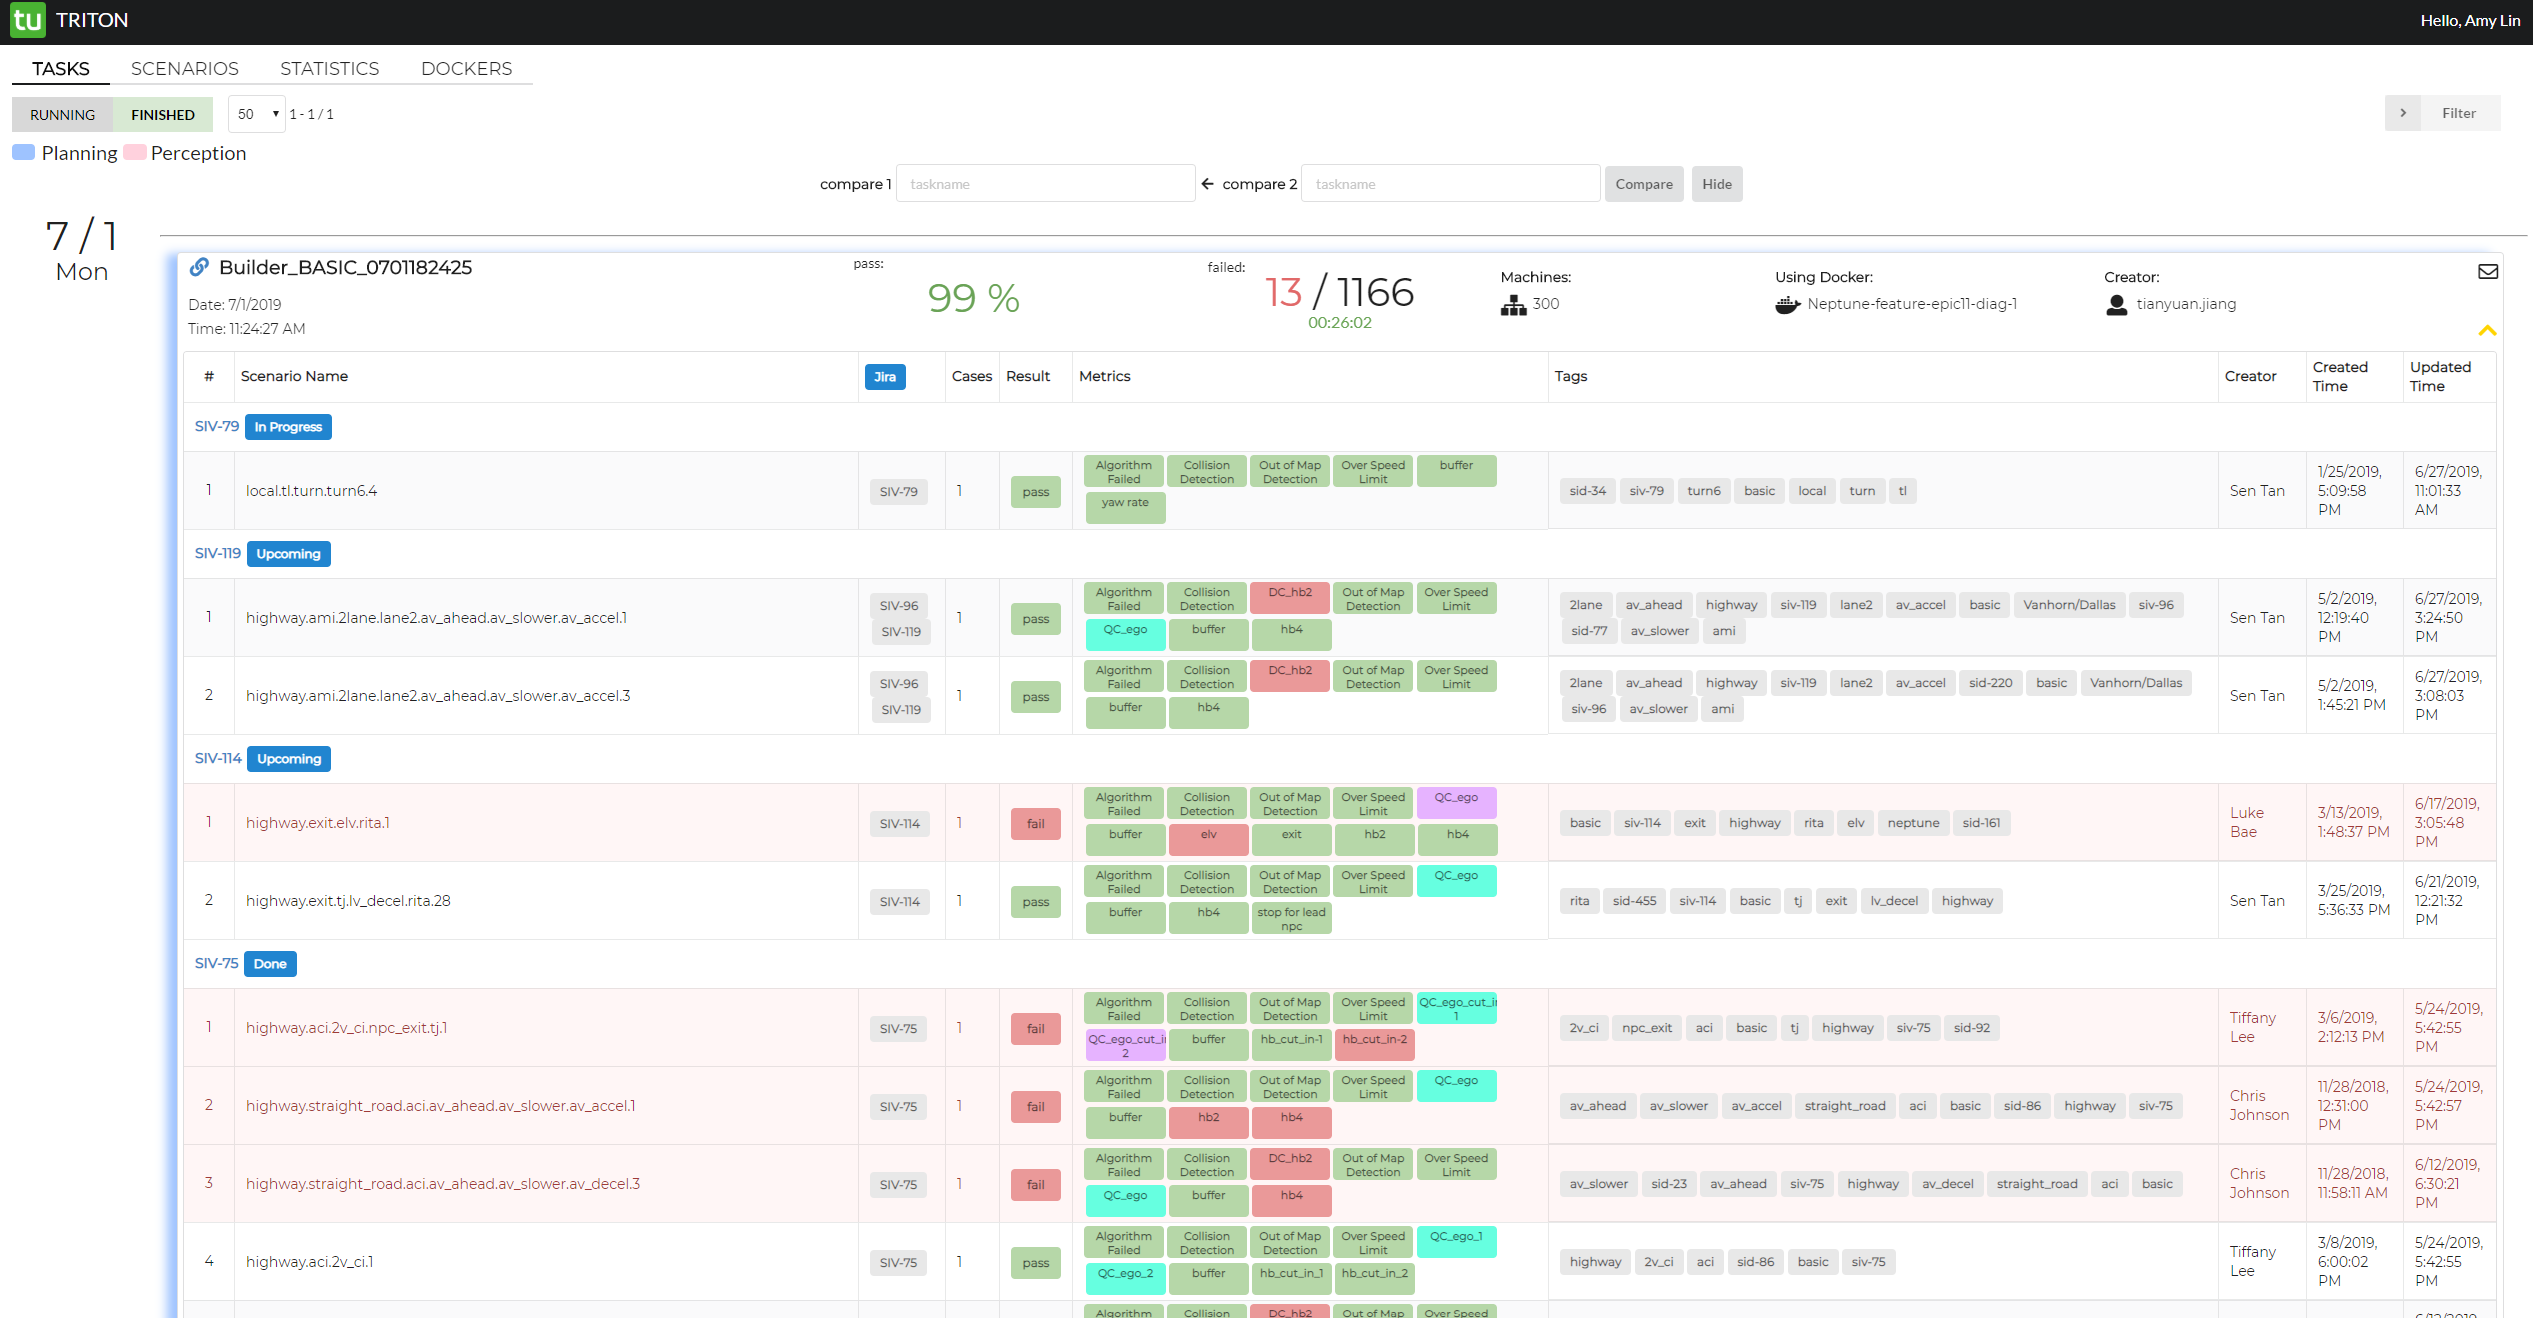 tu TRITON
Hello, Amy Lin
TASKS SCENARIOS STATISTICS DOCKERS
RUNNING FINISHED 50 1 - 1 / 1
Filter
Planning Perception
compare 1 taskname compare 2 taskname Compare Hide
7 / 1
Mon
Builder_BASIC_0701182425
Date: 7/1/2019
Time: 11:24:27 AM
pass:
99 %
failed:
13 / 1166
00:26:02
Machines:
300
Using Docker:
Neptune-feature-epic11-diag-1
Creator:
tianyuan.jiang
# Scenario Name Jira Cases Result Metrics Tags Creator Created Time Updated Time
SIV-79 In Progress
1 local.tl.turn.turn6.4 SIV-79 1 pass
Algorithm Failed Collision Detection Out of Map Detection Over Speed Limit buffer
yaw rate
sid-34 siv-79 turn6 basic local turn tl
Sen Tan
1/25/2019, 5:09:58 PM
6/27/2019, 11:01:33 AM
SIV-119 Upcoming
1 highway.ami.2lane.lane2.av_ahead.av_slower.av_accel.1 SIV-96 SIV-119 1 pass
Algorithm Failed Collision Detection DC_hb2 Out of Map Detection Over Speed Limit
QC_ego buffer hb4
2lane av_ahead highway siv-119 lane2 av_accel basic Vanhorn/Dallas siv-96
sid-77 av_slower ami
Sen Tan
5/2/2019, 12:19:40 PM
6/27/2019, 3:24:50 PM
2 highway.ami.2lane.lane2.av_ahead.av_slower.av_accel.3 SIV-96 SIV-119 1 pass
Algorithm Failed Collision Detection DC_hb2 Out of Map Detection Over Speed Limit
buffer hb4
2lane av_ahead highway siv-119 lane2 av_accel sid-220 basic Vanhorn/Dallas
siv-96 av_slower ami
Sen Tan
5/2/2019, 1:45:21 PM
6/27/2019, 3:08:03 PM
SIV-114 Upcoming
1 highway.exit.elv.rita.1 SIV-114 1 fail
Algorithm Failed Collision Detection Out of Map Detection Over Speed Limit QC_ego
buffer elv exit hb2 hb4
basic siv-114 exit highway rita elv neptune sid-161
Luke Bae
3/13/2019, 1:48:37 PM
6/17/2019, 3:05:48 PM
2 highway.exit.tj.lv_decel.rita.28 SIV-114 1 pass
Algorithm Failed Collision Detection Out of Map Detection Over Speed Limit QC_ego
buffer hb4 stop for lead npc
rita sid-455 siv-114 basic tj exit lv_decel highway
Sen Tan
3/25/2019, 5:36:33 PM
6/21/2019, 12:21:32 PM
SIV-75 Done
1 highway.aci.2v_ci.npc_exit.tj.1 SIV-75 1 fail
Algorithm Failed Collision Detection Out of Map Detection Over Speed Limit QC_ego_cut_i 1
QC_ego_cut_i 2 buffer hb_cut_in-1 hb_cut_in-2
2v_ci npc_exit aci basic tj highway siv-75 sid-92
Tiffany Lee
3/6/2019, 2:12:13 PM
5/24/2019, 5:42:55 PM
2 highway.straight_road.aci.av_ahead.av_slower.av_accel.1 SIV-75 1 fail
Algorithm Failed Collision Detection Out of Map Detection Over Speed Limit QC_ego
buffer hb2 hb4
av_ahead av_slower av_accel straight_road aci basic sid-86 highway siv-75
Chris Johnson
11/28/2018, 12:31:00 PM
5/24/2019, 5:42:57 PM
3 highway.straight_road.aci.av_ahead.av_slower.av_decel.3 SIV-75 1 fail
Algorithm Failed Collision Detection DC_hb2 Out of Map Detection Over Speed Limit
QC_ego buffer hb4
av_slower sid-23 av_ahead siv-75 highway av_decel straight_road aci basic
Chris Johnson
11/28/2018, 11:58:11 AM
6/12/2019, 6:30:21 PM
4 highway.aci.2v_ci.1 SIV-75 1 pass
Algorithm Failed Collision Detection Out of Map Detection Over Speed Limit QC_ego_1
QC_ego_2 buffer hb_cut_in_1 hb_cut_in_2
highway 2v_ci aci sid-86 basic siv-75
Tiffany Lee
3/8/2019, 6:00:02 PM
5/24/2019, 5:42:55 PM
Algorithm Collision DC_hb2 Out of Map Over Speed